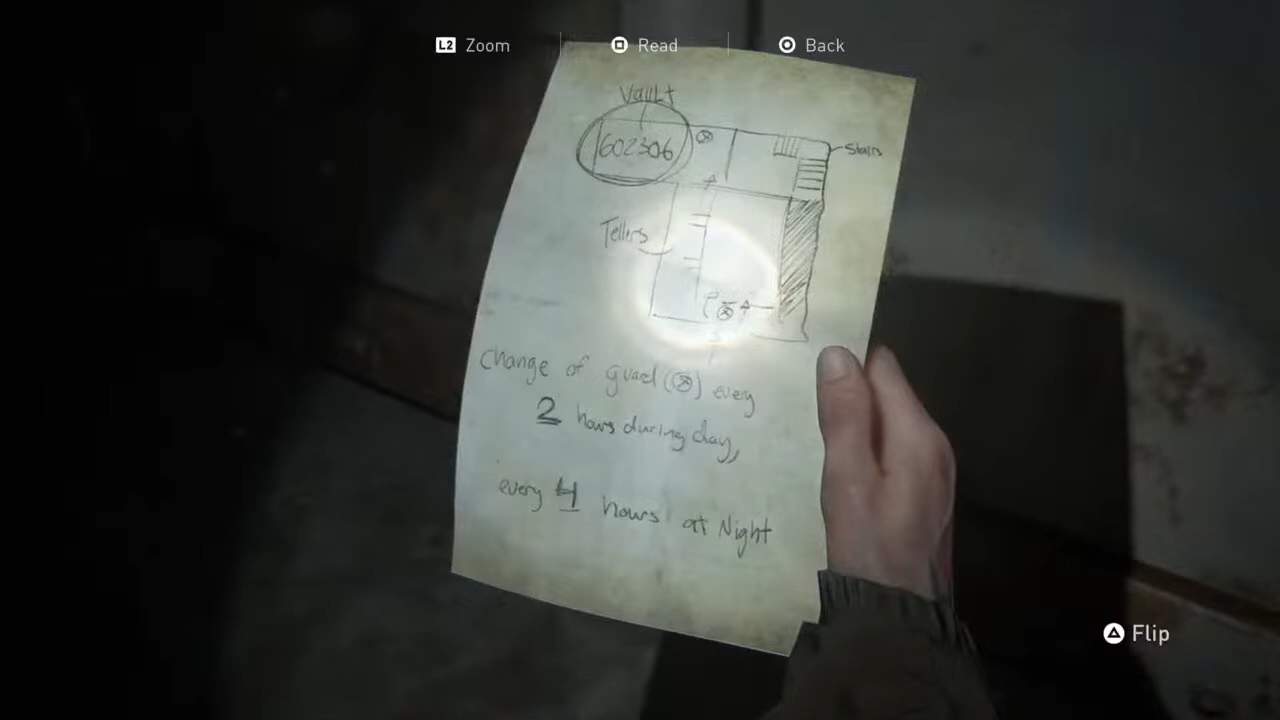 L2 Zoom
Read
Back
Vault
602306
Stairs
Tellers
change of guard (⊗) every
2 hours during day,
every 4 hours at Night
Flip